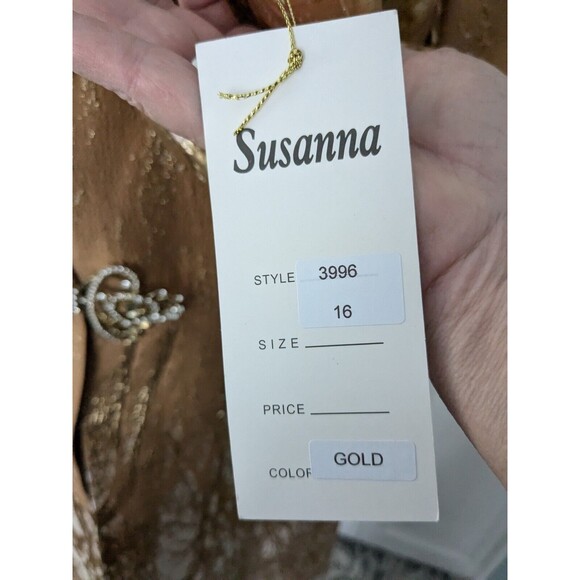 Susanna
STYLE 3996
16
SIZE
PRICE
COLOR GOLD